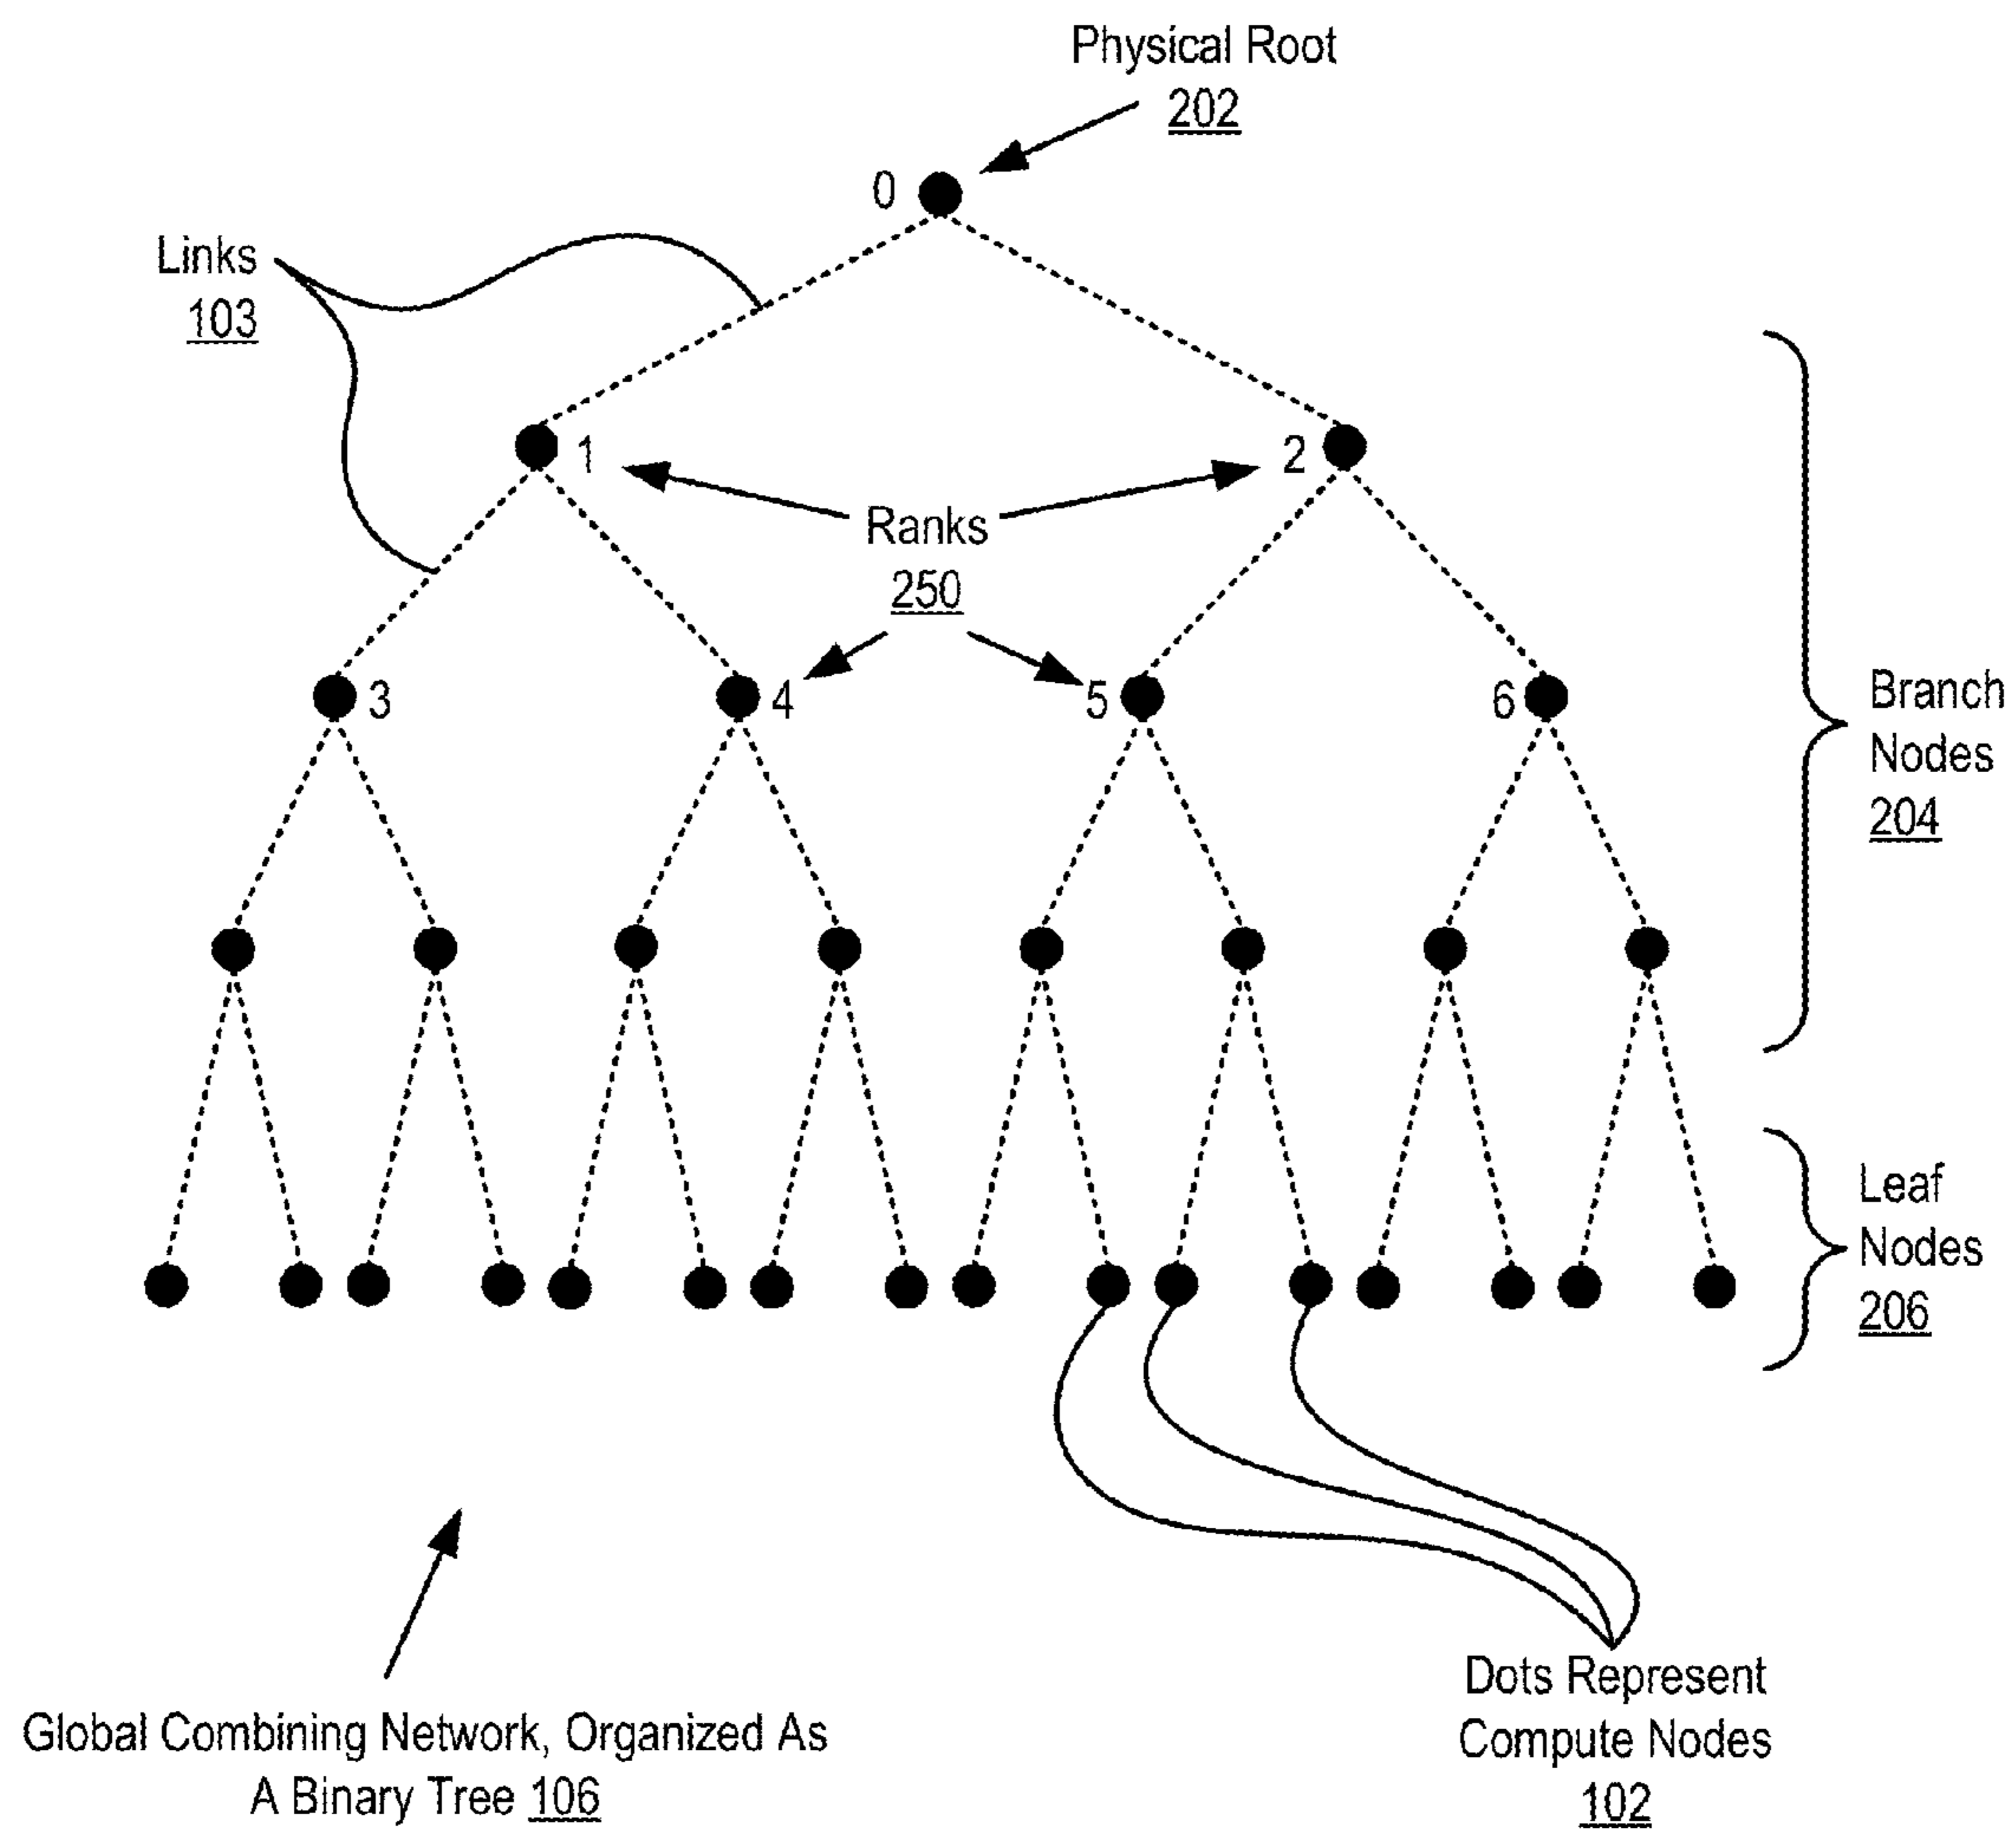 Physical Root
202
0
Links
103
1
2
Ranks
250
3
4
5
6
Branch
Nodes
204
Leaf
Nodes
206
Dots Represent
Compute Nodes
102
Global Combining Network, Organized As
A Binary Tree 106